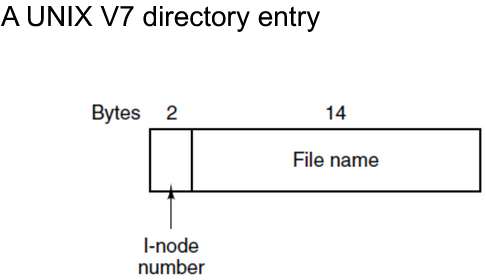 A UNIX V7 directory entry
Bytes 2 14
File name
I-node
number